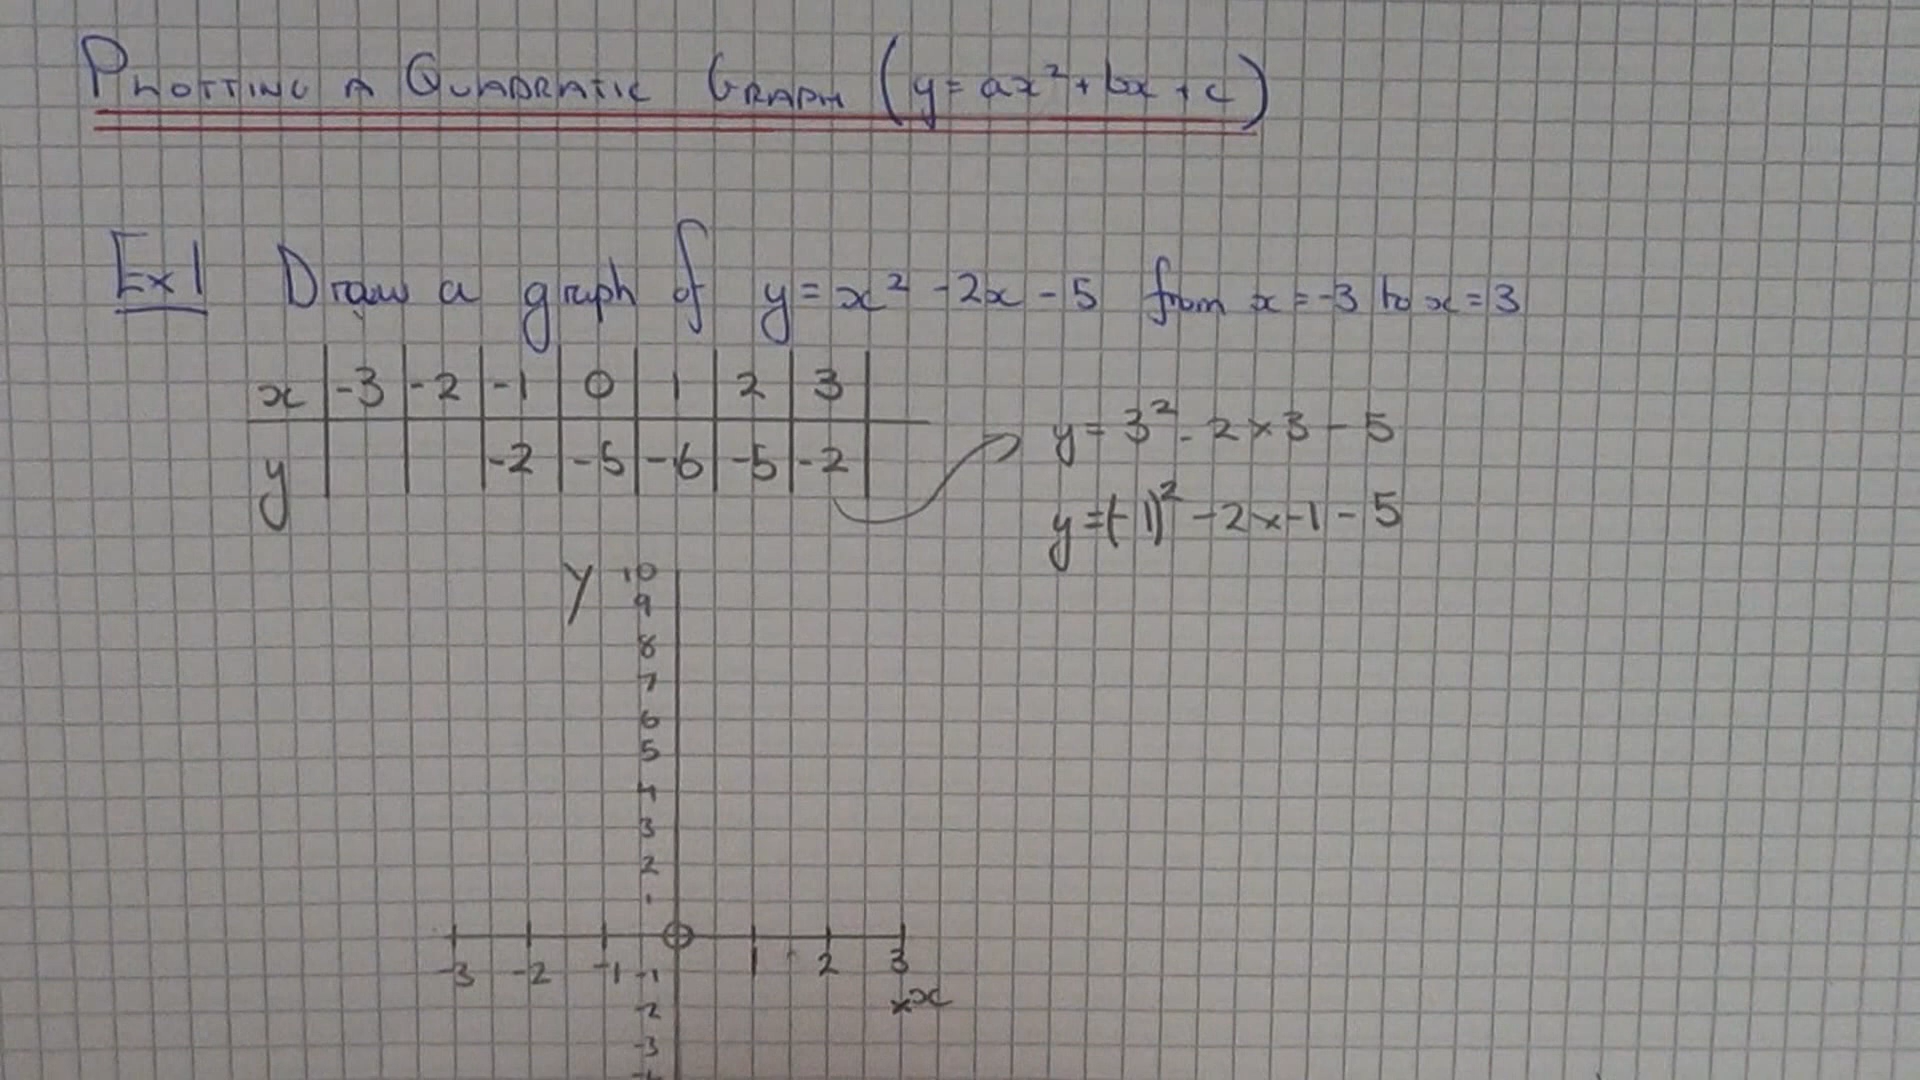 PLOTTING A QUADRATIC GRAPH (y = ax² + bx + c)
Ex1 Draw a graph of y = x² - 2x - 5 from x = -3 to x = 3
x -3 -2 -1 0 1 2 3
y -2 -5 -6 -5 -2
y = 3² - 2 x 3 - 5
y = (-1)² - 2 x -1 - 5
y 10
9
8
7
6
5
4
3
2
1
-3 -2 -1 1 2 3
-1
x
-2
-3